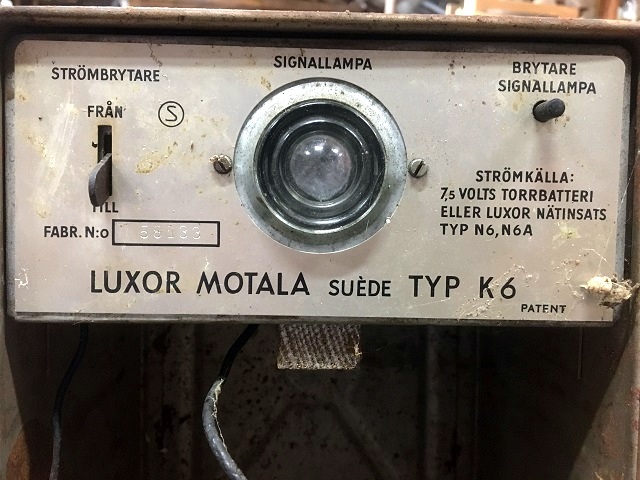 STRÖMBRYTARE
SIGNALLAMPA
BRYTARE
SIGNALLAMPA
FRÅN
S
TILL
FABR. N:o
STRÖMKÄLLA:
7,5 VOLTS TORRBATTERI
ELLER LUXOR NÄTINSATS
TYP N6, N6A
LUXOR MOTALA SUÈDE TYP K6
PATENT